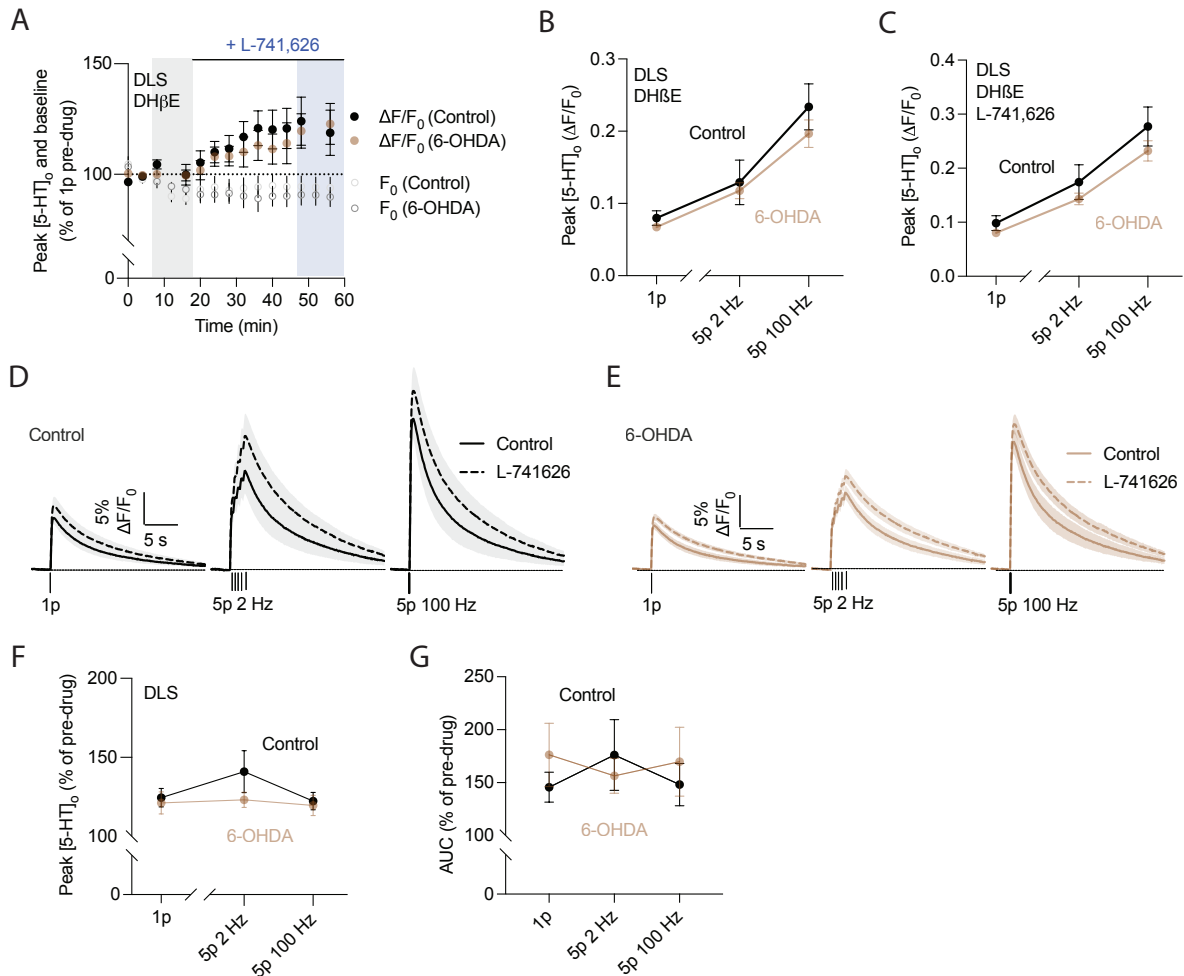 A
+ L-741,626
Peak [5-HT]o and baseline
(% of 1p pre-drug)
150
100
0
DLS
DHβE
0 10 20 30 40 50 60
Time (min)
ΔF/F0 (Control)
ΔF/F0 (6-OHDA)
F0 (Control)
F0 (6-OHDA)
B
Peak [5-HT]o (ΔF/F0)
0.3
0.2
0.1
0.0
DLS
DHßE
Control
6-OHDA
1p
5p 2 Hz
5p 100 Hz
C
Peak [5-HT]o (ΔF/F0)
0.4
0.3
0.2
0.1
0.0
DLS
DHßE
L-741,626
Control
6-OHDA
1p
5p 2 Hz
5p 100 Hz
D
Control
Control
L-741626
5%
ΔF/F0
5 s
1p
5p 2 Hz
5p 100 Hz
E
6-OHDA
Control
L-741626
5%
ΔF/F0
5 s
1p
5p 2 Hz
5p 100 Hz
F
Peak [5-HT]o (% of pre-drug)
200
150
100
0
DLS
Control
6-OHDA
1p
5p 2 Hz
5p 100 Hz
G
AUC (% of pre-drug)
250
200
150
100
0
Control
6-OHDA
1p
5p 2 Hz
5p 100 Hz